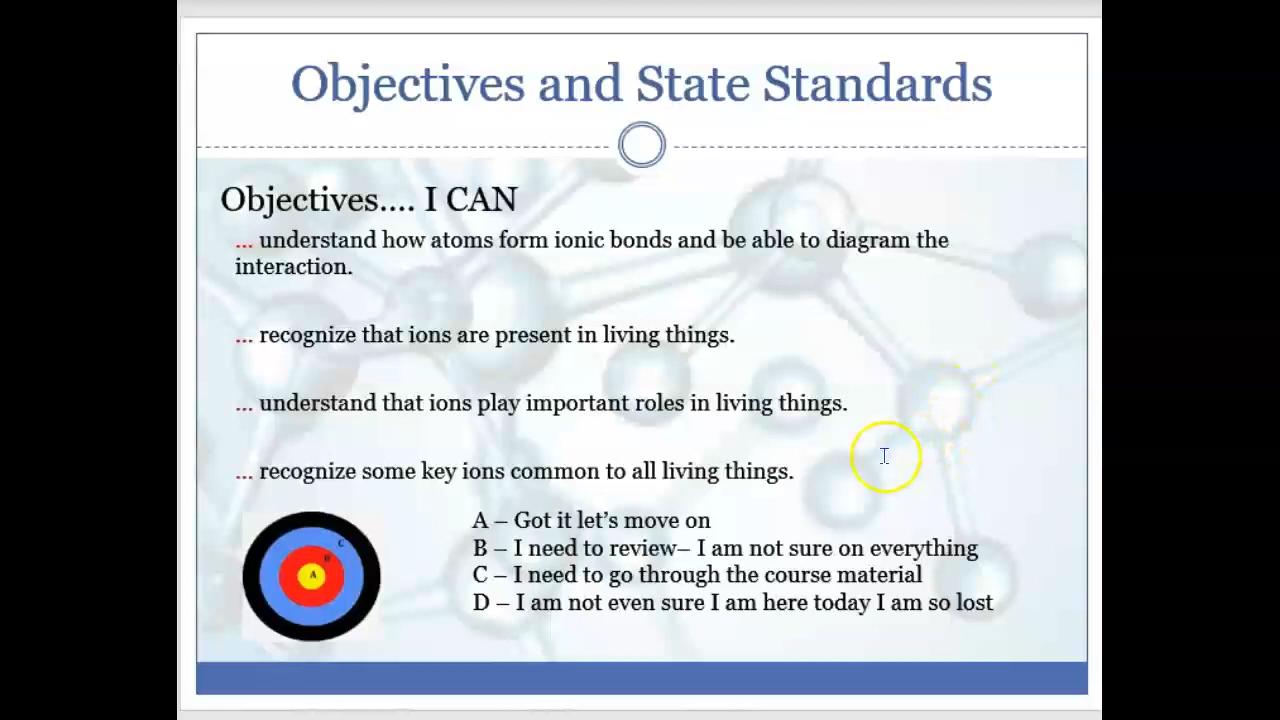 Objectives and State Standards
Objectives.... I CAN
... understand how atoms form ionic bonds and be able to diagram the
interaction.
... recognize that ions are present in living things.
... understand that ions play important roles in living things.
... recognize some key ions common to all living things.
A – Got it let's move on
B – I need to review– I am not sure on everything
C – I need to go through the course material
D – I am not even sure I am here today I am so lost
C
B
A